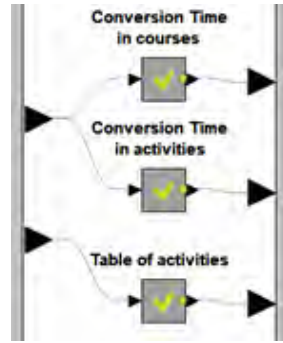 Conversion Time
in courses
Conversion Time
in activities
Table of activities